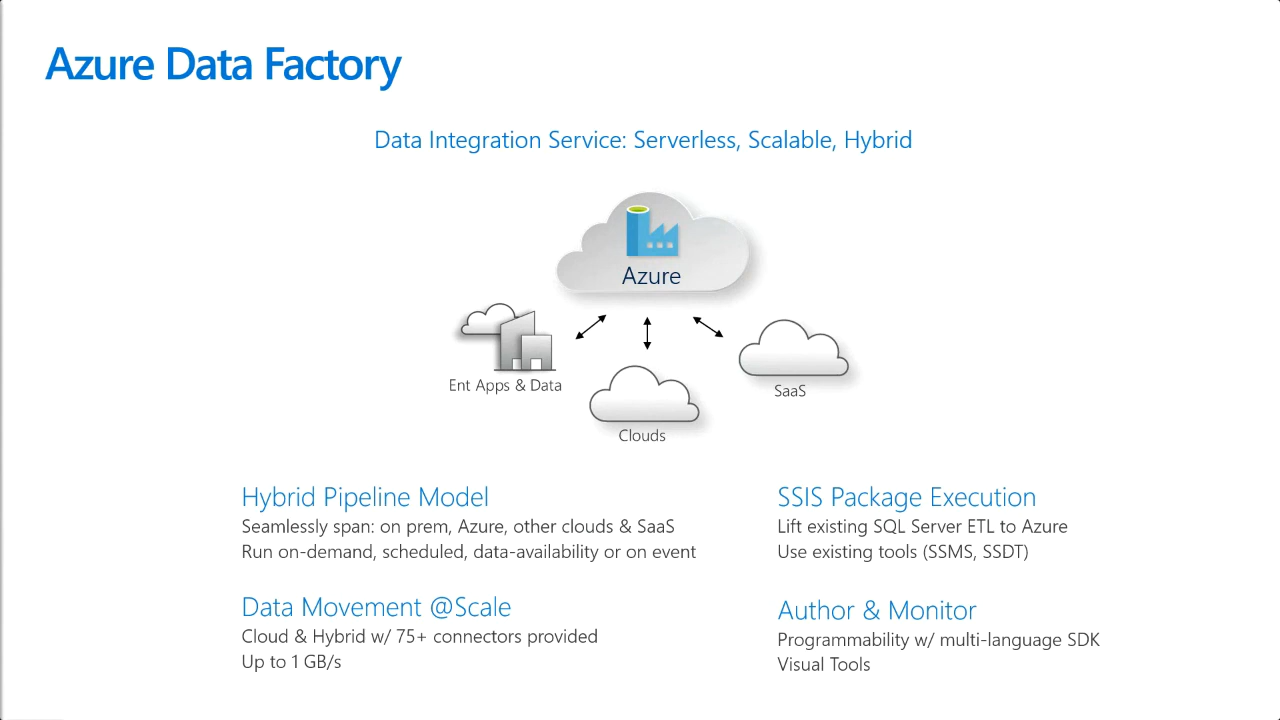 Azure Data Factory
Data Integration Service: Serverless, Scalable, Hybrid
Azure
Ent Apps & Data
Clouds
SaaS
Hybrid Pipeline Model
Seamlessly span: on prem, Azure, other clouds & SaaS
Run on-demand, scheduled, data-availability or on event
SSIS Package Execution
Lift existing SQL Server ETL to Azure
Use existing tools (SSMS, SSDT)
Data Movement @Scale
Cloud & Hybrid w/ 75+ connectors provided
Up to 1 GB/s
Author & Monitor
Programmability w/ multi-language SDK
Visual Tools